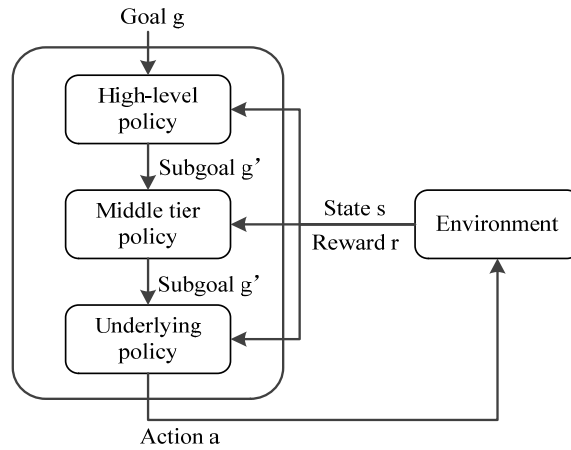 Goal g
High-level
policy
Subgoal g’
Middle tier
policy
State s
Reward r
Environment
Subgoal g’
Underlying
policy
Action a